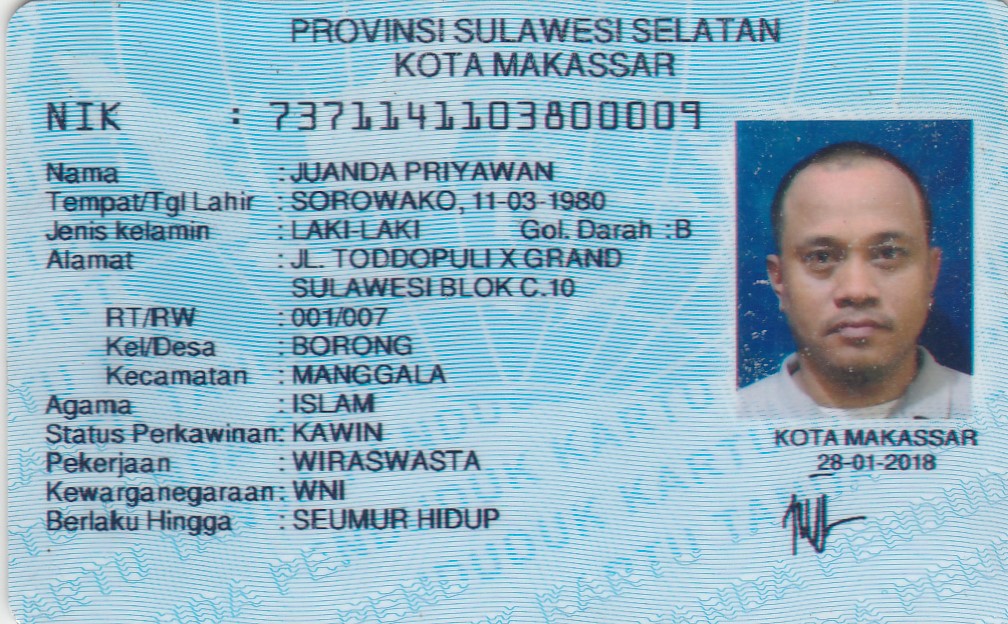 PROVINSI SULAWESI SELATAN
KOTA MAKASSAR
NIK : 7371141103800009
Nama : JUANDA PRIYAWAN
Tempat/Tgl Lahir : SOROWAKO, 11-03-1980
Jenis kelamin : LAKI-LAKI Gol. Darah : B
Alamat : JL. TODDOPULI X GRAND
SULAWESI BLOK C.10
RT/RW : 001/007
Kel/Desa : BORONG
Kecamatan : MANGGALA
Agama : ISLAM
Status Perkawinan: KAWIN
Pekerjaan : WIRASWASTA
Kewarganegaraan: WNI
Berlaku Hingga : SEUMUR HIDUP
KOTA MAKASSAR
28-01-2018